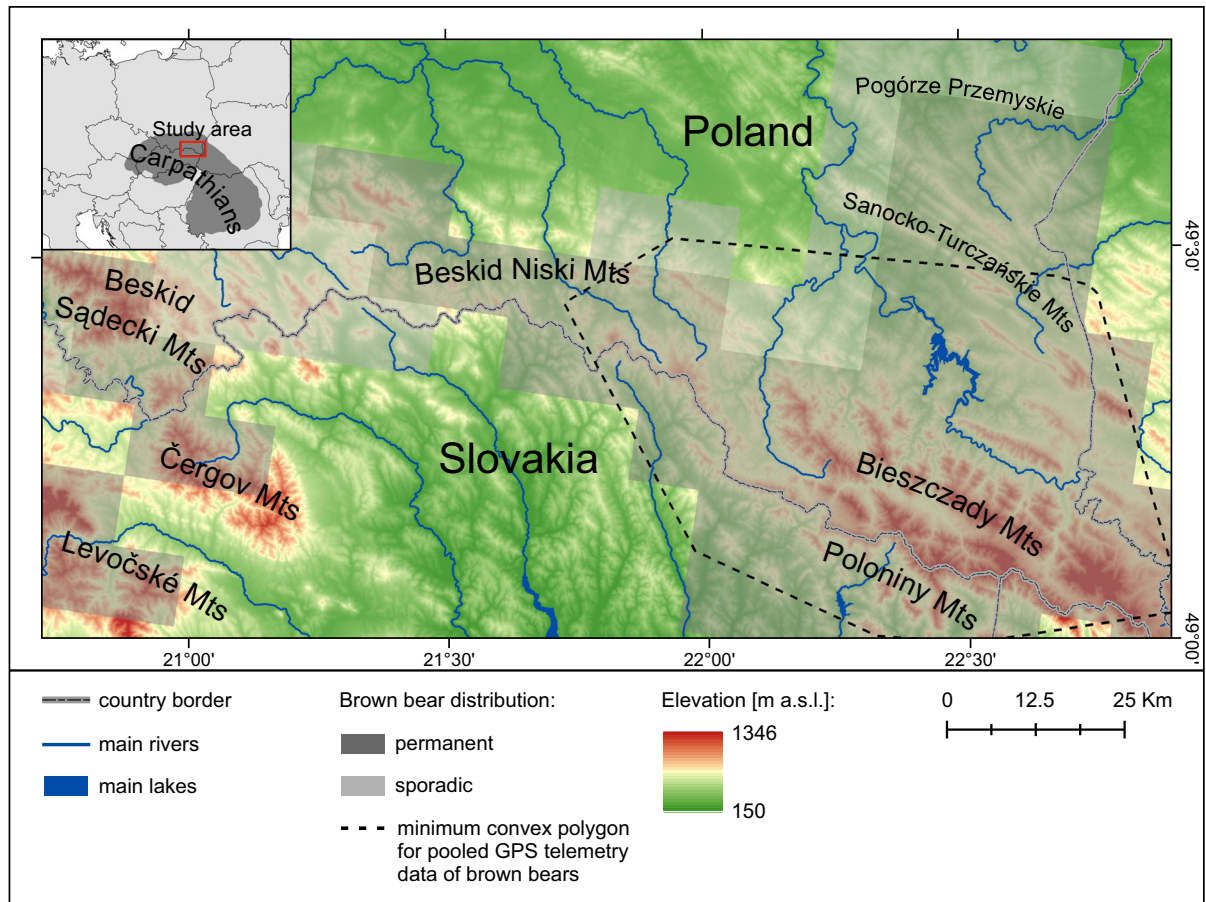 Study area
Carpathians
Poland
Pogórze Przemyskie
Sanocko-Turczańskie Mts
Beskid Niski Mts
Beskid
Sądecki Mts
Slovakia
Čergov Mts
Levočské Mts
Bieszczady Mts
Poloniny Mts
49°30'
49°00'
21°00'
21°30'
22°00'
22°30'
country border
main rivers
main lakes
Brown bear distribution:
permanent
sporadic
minimum convex polygon
for pooled GPS telemetry
data of brown bears
Elevation [m a.s.l.]:
1346
150
0 12.5 25 Km